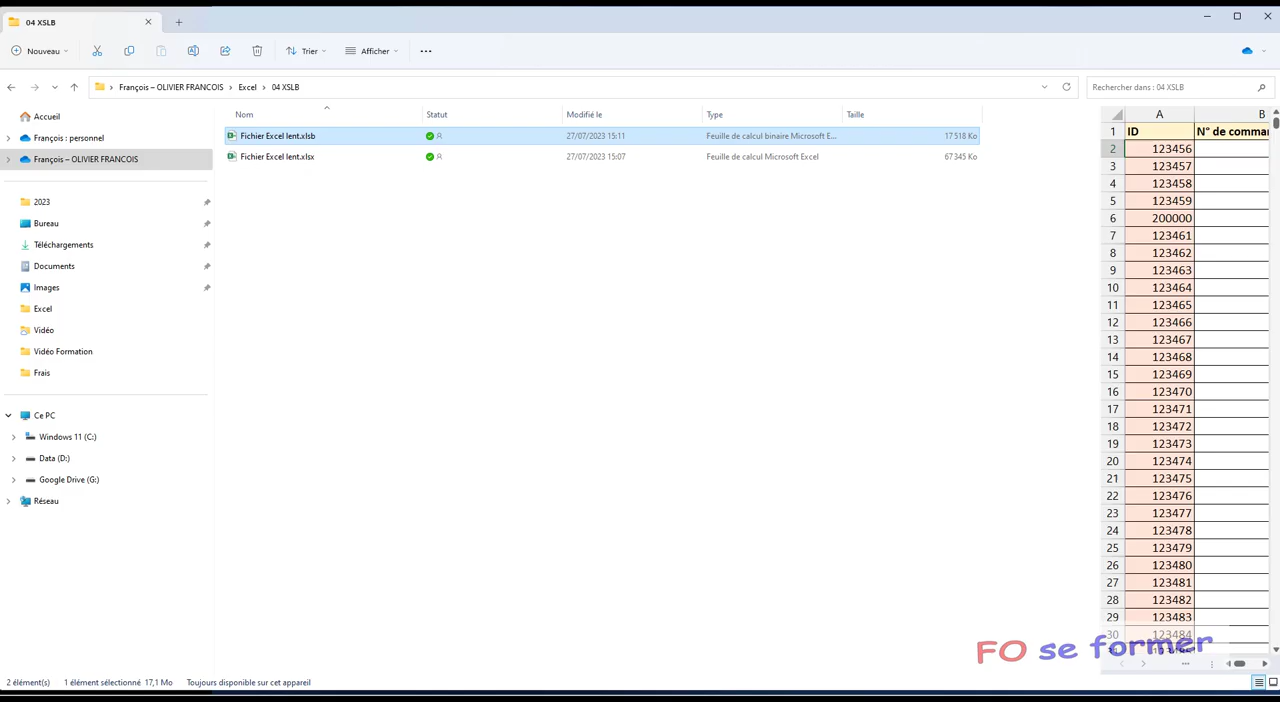 04 XSLB
Nouveau
Trier
Afficher
François – OLIVIER FRANCOIS
Excel
04 XSLB
Rechercher dans : 04 XSLB
Accueil
François : personnel
François – OLIVIER FRANCOIS
2023
Bureau
Téléchargements
Documents
Images
Excel
Vidéo
Vidéo Formation
Frais
Ce PC
Windows 11 (C:)
Data (D:)
Google Drive (G:)
Réseau
Nom Statut Modifié le Type Taille
Fichier Excel lent.xlsb 27/07/2023 15:11 Feuille de calcul binaire Microsoft E... 17 518 Ko
Fichier Excel lent.xlsx 27/07/2023 15:07 Feuille de calcul Microsoft Excel 67 345 Ko
A B
1 ID N° de comma
2 123456
3 123457
4 123458
5 123459
6 200000
7 123461
8 123462
9 123463
10 123464
11 123465
12 123466
13 123467
14 123468
15 123469
16 123470
17 123471
18 123472
19 123473
20 123474
21 123475
22 123476
23 123477
24 123478
25 123479
26 123480
27 123481
28 123482
29 123483
30 123484
FO se former
2 élément(s) 1 élément sélectionné 17,1 Mo Toujours disponible sur cet appareil